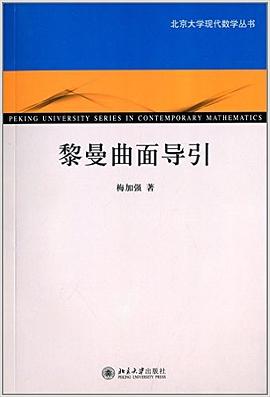 北京大学现代数学丛书
PEKING UNIVERSITY SERIES IN CONTEMPORARY MATHEMATICS
黎曼曲面导引
梅加强 著
北京大学出版社
PEKING UNIVERSITY PRESS